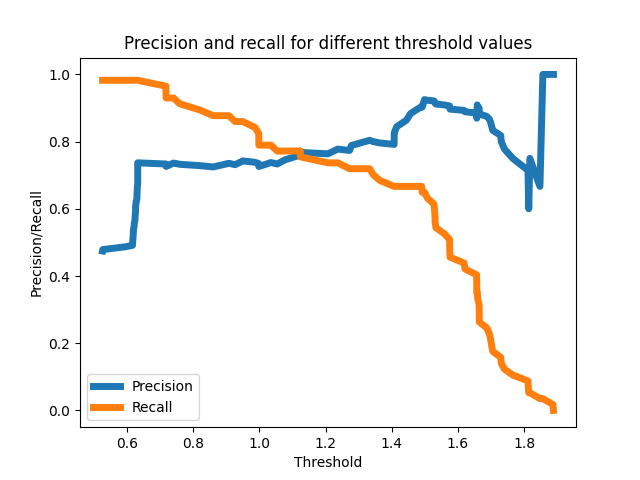 Precision and recall for different threshold values
1.0
0.8
0.6
0.4
0.2
0.0
Precision/Recall
Precision
Recall
0.6 0.8 1.0 1.2 1.4 1.6 1.8
Threshold